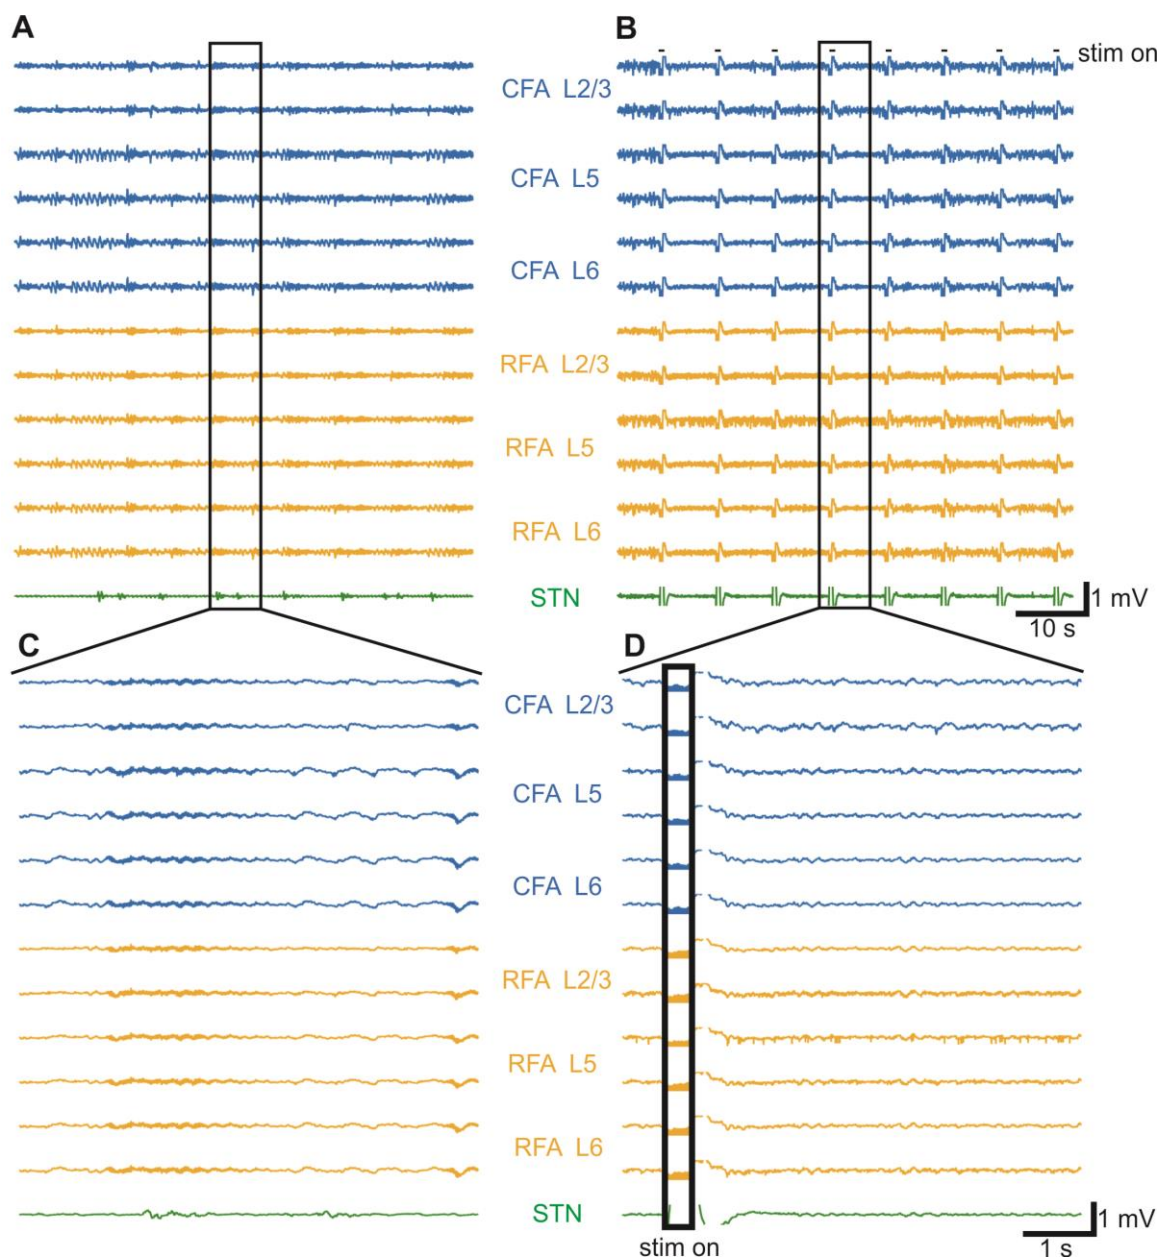 A
B
stim on
CFA L2/3
CFA L5
CFA L6
RFA L2/3
RFA L5
RFA L6
STN
1 mV
10 s
C
D
CFA L2/3
CFA L5
CFA L6
RFA L2/3
RFA L5
RFA L6
STN
1 mV
1 s
stim on